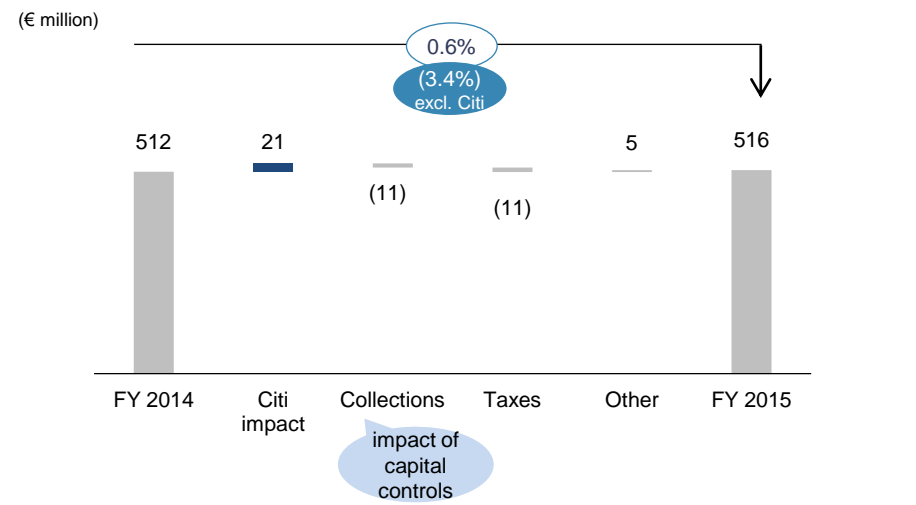 (€ million)
0.6%
(3.4%)
excl. Citi
512
21
(11)
(11)
5
516
FY 2014
Citi
impact
Collections
Taxes
Other
FY 2015
impact of
capital
controls